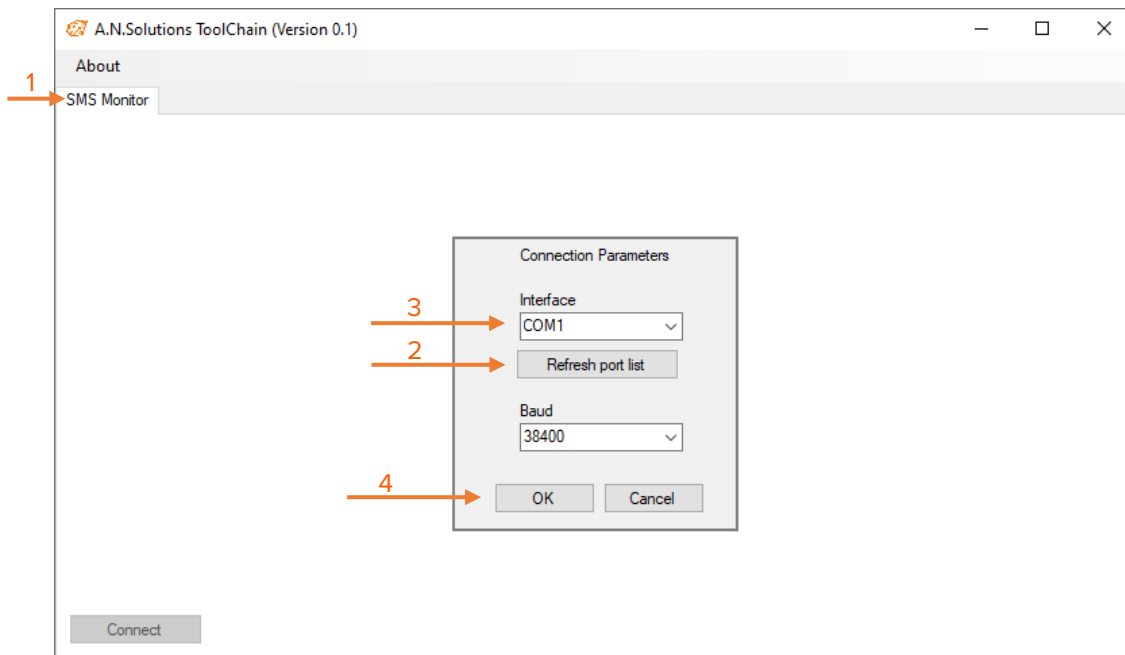 A.N.Solutions ToolChain (Version 0.1)
About
1
SMS Monitor
Connection Parameters
Interface
3
COM1
2
Refresh port list
Baud
38400
4
OK Cancel
Connect